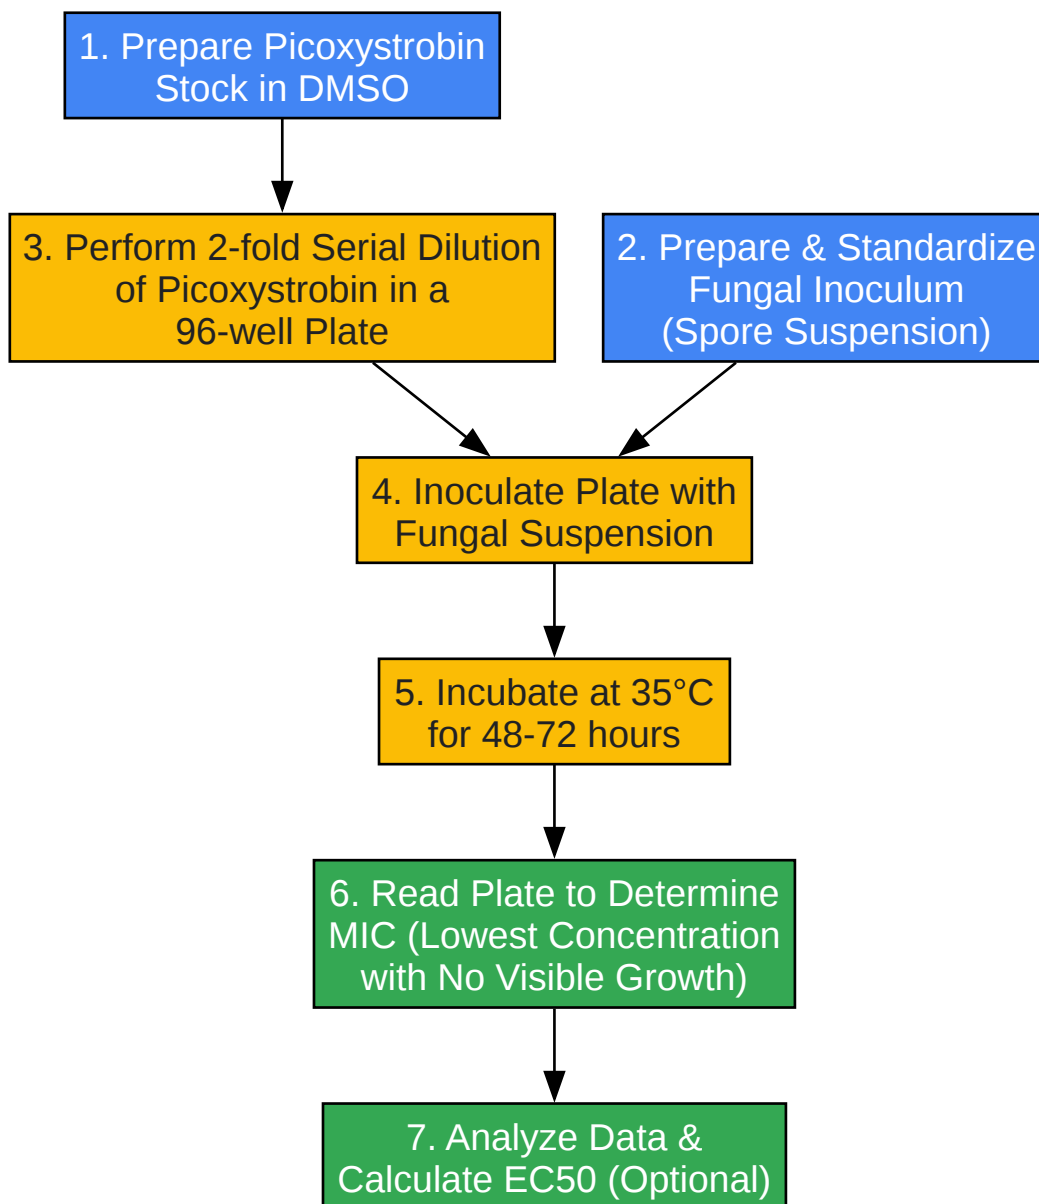 1. Prepare Picoxystrobin
Stock in DMSO
3. Perform 2-fold Serial Dilution
of Picoxystrobin in a
96-well Plate
2. Prepare & Standardize
Fungal Inoculum
(Spore Suspension)
4. Inoculate Plate with
Fungal Suspension
5. Incubate at 35°C
for 48-72 hours
6. Read Plate to Determine
MIC (Lowest Concentration
with No Visible Growth)
7. Analyze Data &
Calculate EC50 (Optional)